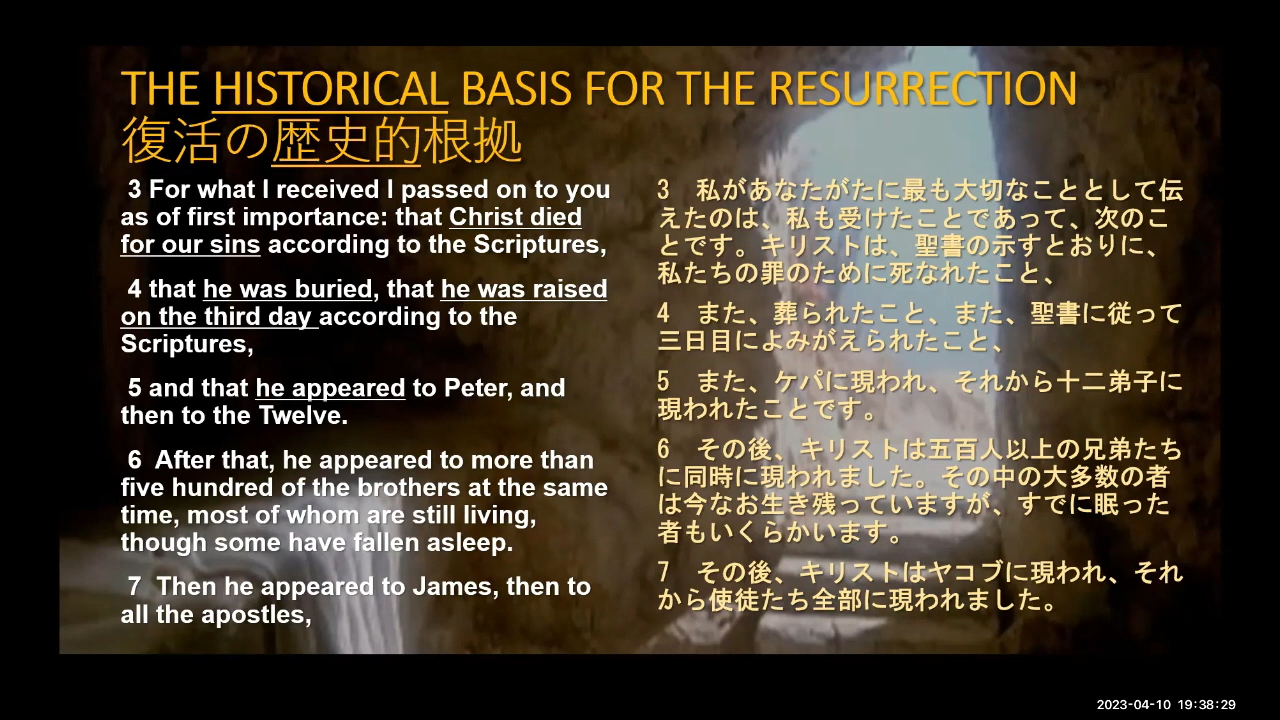 THE HISTORICAL BASIS FOR THE RESURRECTION
復活の歴史的根拠
3 For what I received I passed on to you
as of first importance: that Christ died
for our sins according to the Scriptures,
4 that he was buried, that he was raised
on the third day according to the
Scriptures,
5 and that he appeared to Peter, and
then to the Twelve.
6  After that, he appeared to more than
five hundred of the brothers at the same
time, most of whom are still living,
though some have fallen asleep.
7  Then he appeared to James, then to
all the apostles,
3　私があなたがたに最も大切なこととして伝
えたのは、私も受けたことであって、次のこ
とです。キリストは、聖書の示すとおりに、
私たちの罪のために死なれたこと、
4　また、葬られたこと、また、聖書に従って
三日目によみがえられたこと、
5　また、ケパに現われ、それから十二弟子に
現われたことです。
6　その後、キリストは五百人以上の兄弟たち
に同時に現われました。その中の大多数の者
は今なお生き残っていますが、すでに眠った
者もいくらかいます。
7　その後、キリストはヤコブに現われ、それ
から使徒たち全部に現われました。
2023-04-10 19:38:29